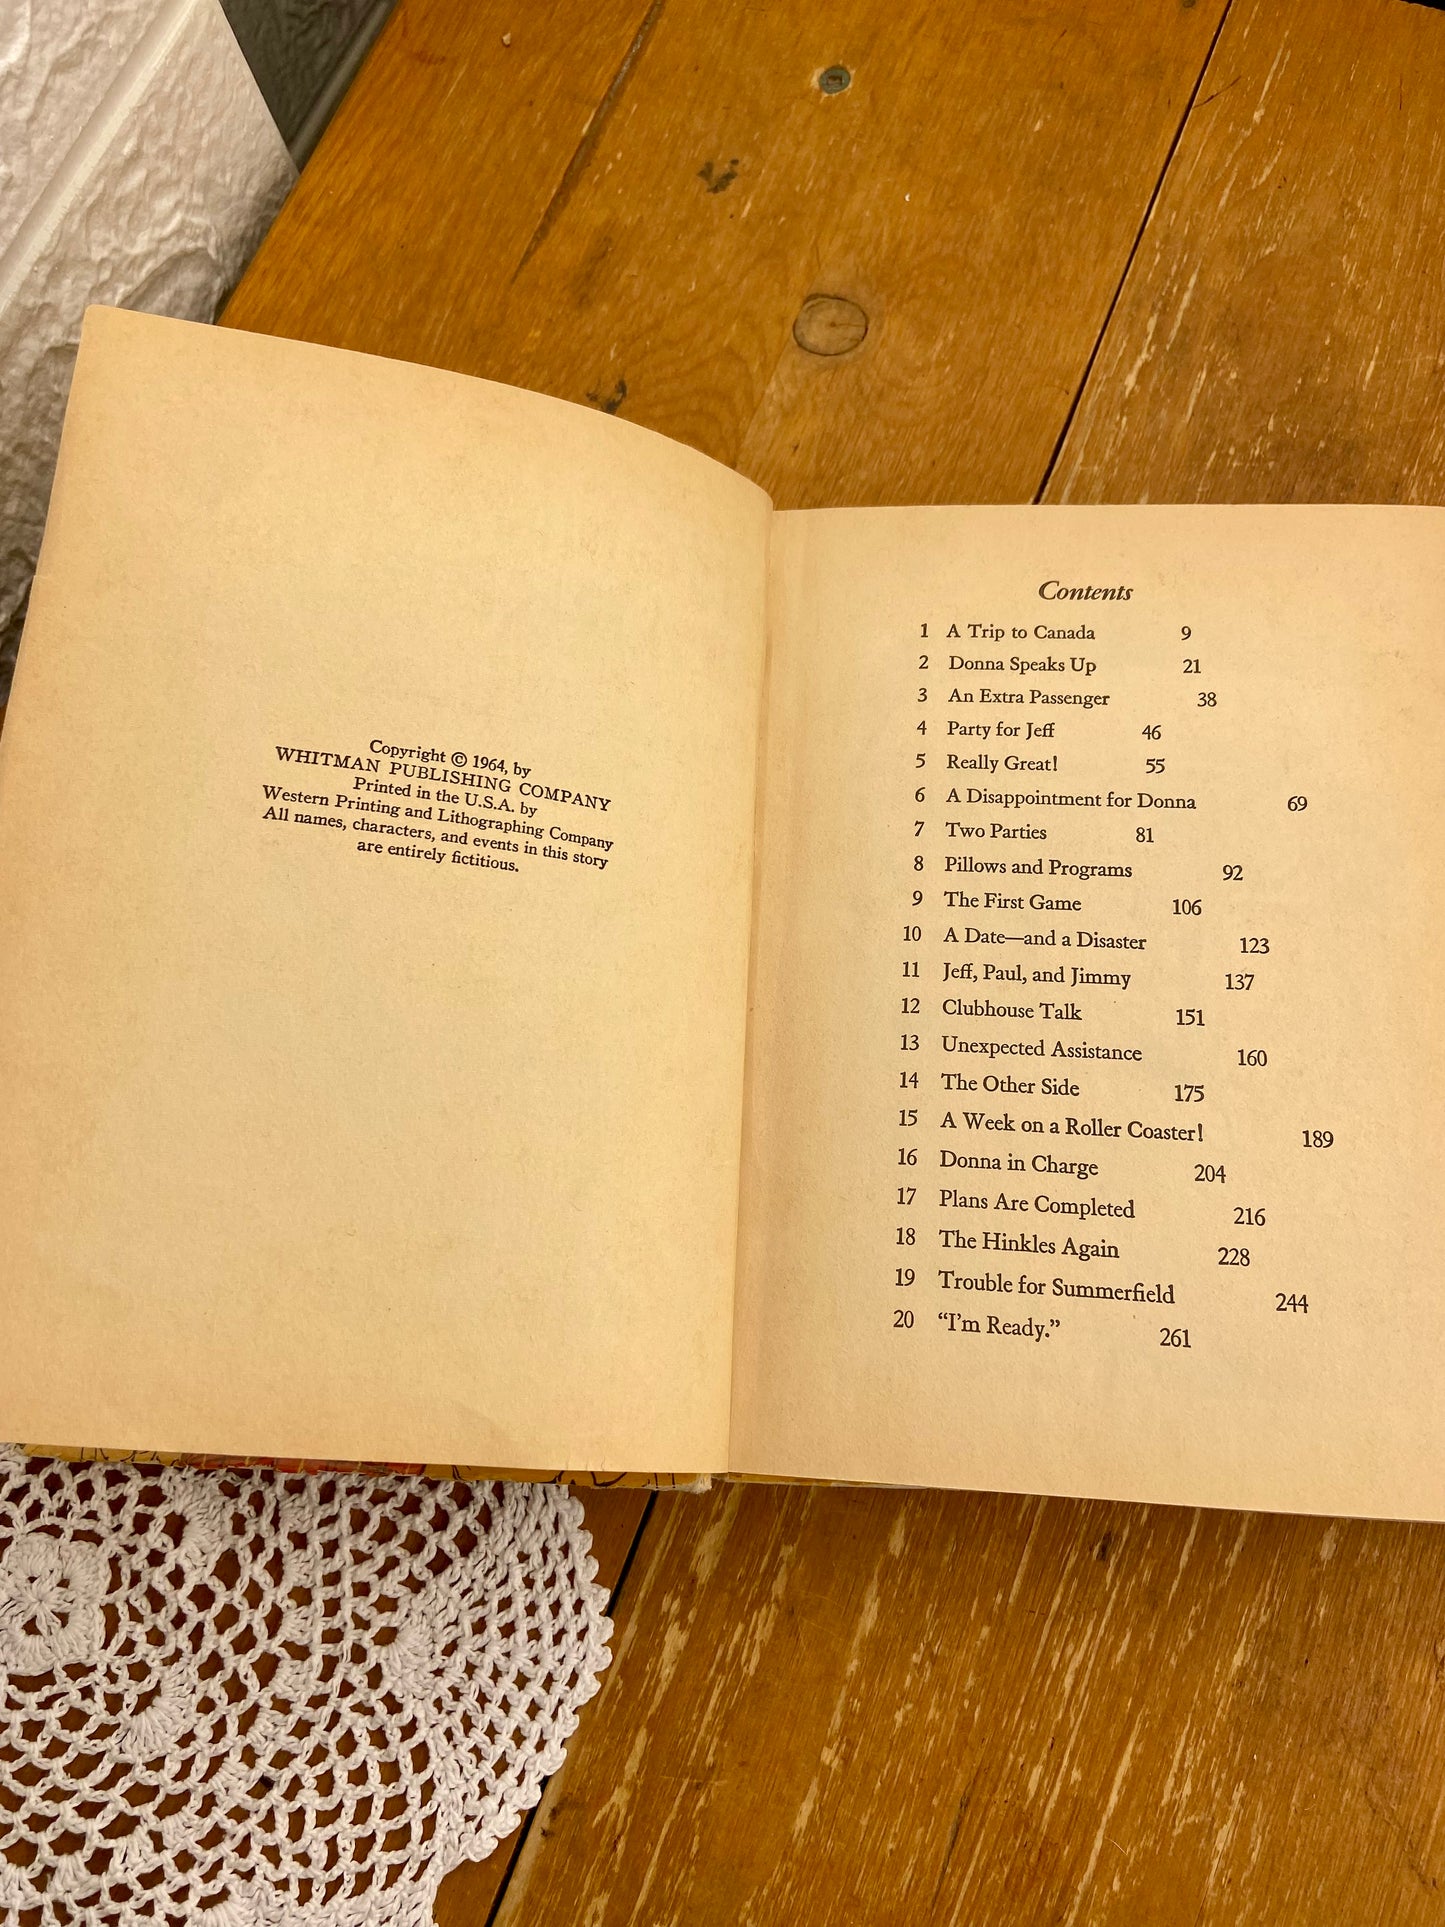 Copyright © 1964, by
WHITMAN PUBLISHING COMPANY
Printed in the U.S.A. by
Western Printing and Lithographing Company
All names, characters, and events in this story
are entirely fictitious.
Contents
1 A Trip to Canada 9
2 Donna Speaks Up 21
3 An Extra Passenger 38
4 Party for Jeff 46
5 Really Great! 55
6 A Disappointment for Donna 69
7 Two Parties 81
8 Pillows and Programs 92
9 The First Game 106
10 A Date—and a Disaster 123
11 Jeff, Paul, and Jimmy 137
12 Clubhouse Talk 151
13 Unexpected Assistance 160
14 The Other Side 175
15 A Week on a Roller Coaster! 189
16 Donna in Charge 204
17 Plans Are Completed 216
18 The Hinkles Again 228
19 Trouble for Summerfield 244
20 “I’m Ready.” 261